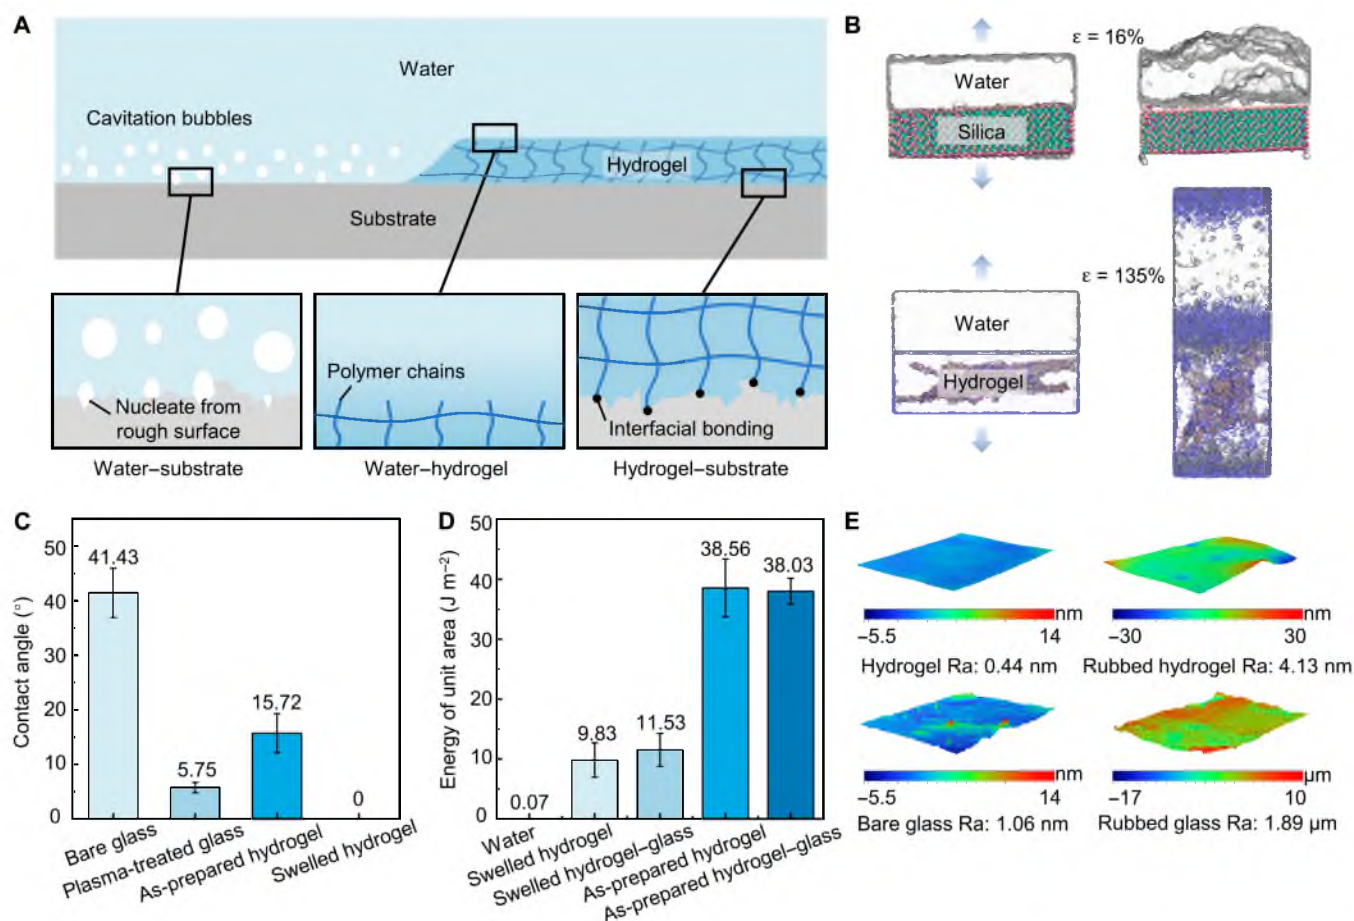 A
Water
Cavitation bubbles
Hydrogel
Substrate
Nucleate from
rough surface
Water–substrate
Polymer chains
Water–hydrogel
Interfacial bonding
Hydrogel–substrate
B
ε = 16%
Water
Silica
ε = 135%
Water
Hydrogel
C
Contact angle (°)
50
40
30
20
10
0
41.43
5.75
15.72
0
Bare glass
Plasma-treated glass
As-prepared hydrogel
Swelled hydrogel
D
Energy of unit area (J m⁻²)
50
40
30
20
10
0
0.07
9.83
11.53
38.56
38.03
Water
Swelled hydrogel
Swelled hydrogel–glass
As-prepared hydrogel
As-prepared hydrogel–glass
E
nm
–5.5 14
Hydrogel Ra: 0.44 nm
nm
–30 30
Rubbed hydrogel Ra: 4.13 nm
nm
–5.5 14
Bare glass Ra: 1.06 nm
μm
–17 10
Rubbed glass Ra: 1.89 μm